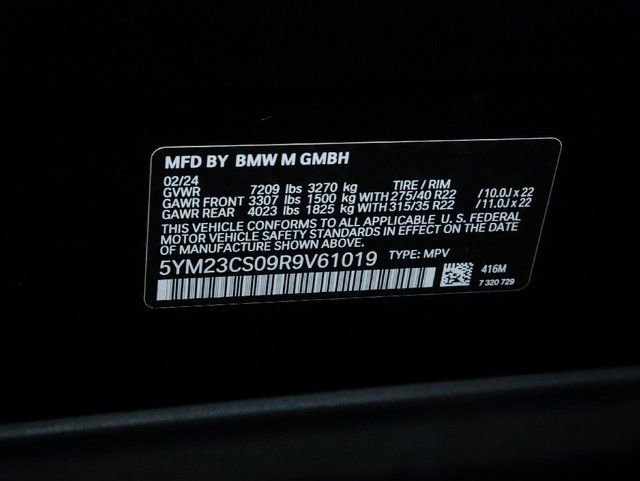 MFD BY BMW M GMBH
02/24
GVWR 7209 lbs 3270 kg TIRE / RIM
GAWR FRONT 3307 lbs 1500 kg WITH 275/40 R22 /10.0J x 22
GAWR REAR 4023 lbs 1825 kg WITH 315/35 R22 /11.0J x 22
THIS VEHICLE CONFORMS TO ALL APPLICABLE U. S. FEDERAL
MOTOR VEHICLE SAFETY STANDARDS IN EFFECT ON THE DATE
OF MANUFACTURE SHOWN ABOVE.
5YM23CS09R9V61019 TYPE: MPV
416M
7 320 729